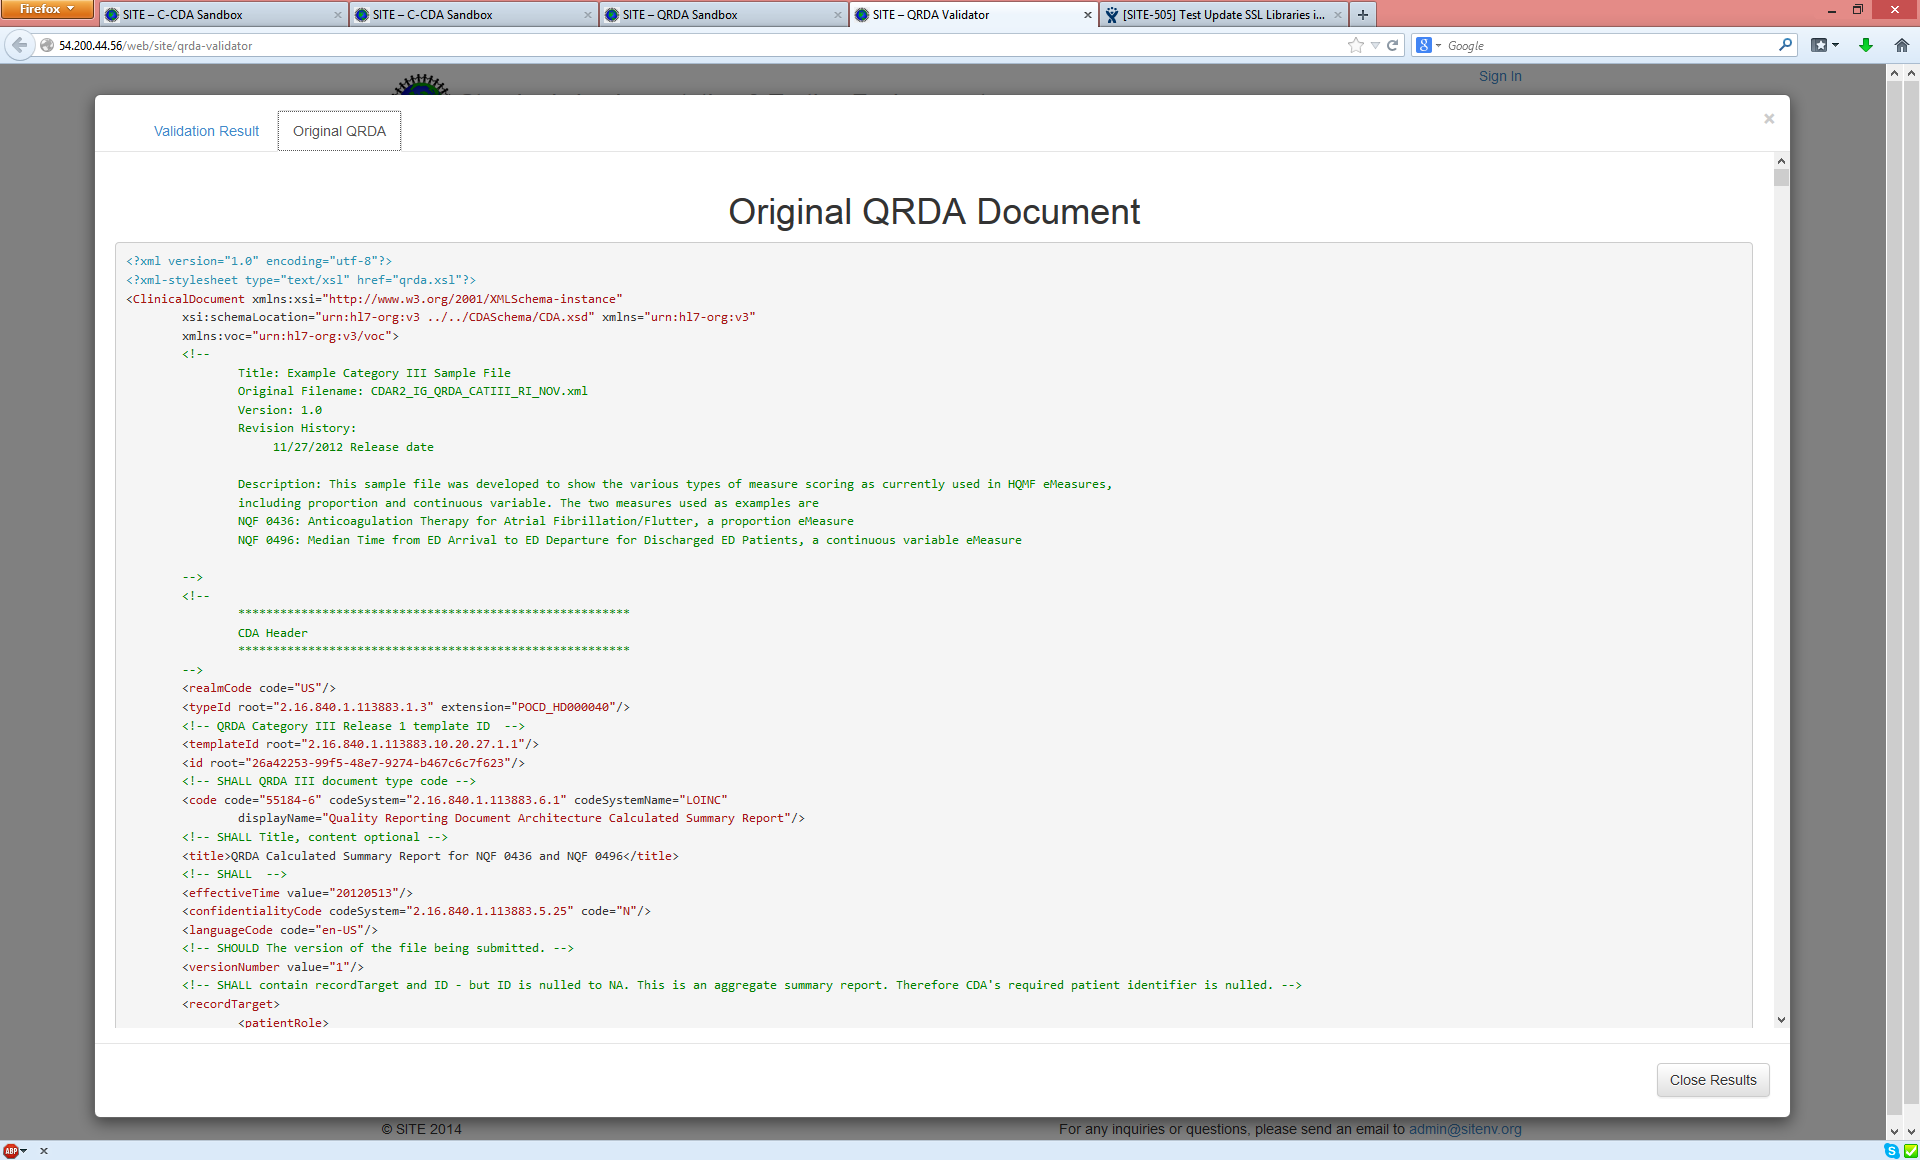 Firefox
SITE – C-CDA Sandbox
SITE – C-CDA Sandbox
SITE – QRDA Sandbox
SITE – QRDA Validator
[SITE-505] Test Update SSL Libraries i...
54.200.44.56/web/site/qrda-validator
Google
Sign In
Validation Result
Original QRDA
Original QRDA Document
<?xml version="1.0" encoding="utf-8"?>
<?xml-stylesheet type="text/xsl" href="qrda.xsl"?>
<ClinicalDocument xmlns:xsi="http://www.w3.org/2001/XMLSchema-instance"
xsi:schemaLocation="urn:hl7-org:v3 ../../CDASchema/CDA.xsd" xmlns="urn:hl7-org:v3"
xmlns:voc="urn:hl7-org:v3/voc">
<!--
Title: Example Category III Sample File
Original Filename: CDAR2_IG_QRDA_CATIII_RI_NOV.xml
Version: 1.0
Revision History:
11/27/2012 Release date
Description: This sample file was developed to show the various types of measure scoring as currently used in HQMF eMeasures,
including proportion and continuous variable. The two measures used as examples are
NQF 0436: Anticoagulation Therapy for Atrial Fibrillation/Flutter, a proportion eMeasure
NQF 0496: Median Time from ED Arrival to ED Departure for Discharged ED Patients, a continuous variable eMeasure
-->
<!--
********************************************************
CDA Header
********************************************************
-->
<realmCode code="US"/>
<typeId root="2.16.840.1.113883.1.3" extension="POCD_HD000040"/>
<!-- QRDA Category III Release 1 template ID  -->
<templateId root="2.16.840.1.113883.10.20.27.1.1"/>
<id root="26a42253-99f5-48e7-9274-b467c6c7f623"/>
<!-- SHALL QRDA III document type code -->
<code code="55184-6" codeSystem="2.16.840.1.113883.6.1" codeSystemName="LOINC"
displayName="Quality Reporting Document Architecture Calculated Summary Report"/>
<!-- SHALL Title, content optional -->
<title>QRDA Calculated Summary Report for NQF 0436 and NQF 0496</title>
<!-- SHALL  -->
<effectiveTime value="20120513"/>
<confidentialityCode codeSystem="2.16.840.1.113883.5.25" code="N"/>
<languageCode code="en-US"/>
<!-- SHOULD The version of the file being submitted. -->
<versionNumber value="1"/>
<!-- SHALL contain recordTarget and ID - but ID is nulled to NA. This is an aggregate summary report. Therefore CDA's required patient identifier is nulled. -->
<recordTarget>
<patientRole>
Close Results
© SITE 2014
For any inquiries or questions, please send an email to admin@sitenv.org
ABP